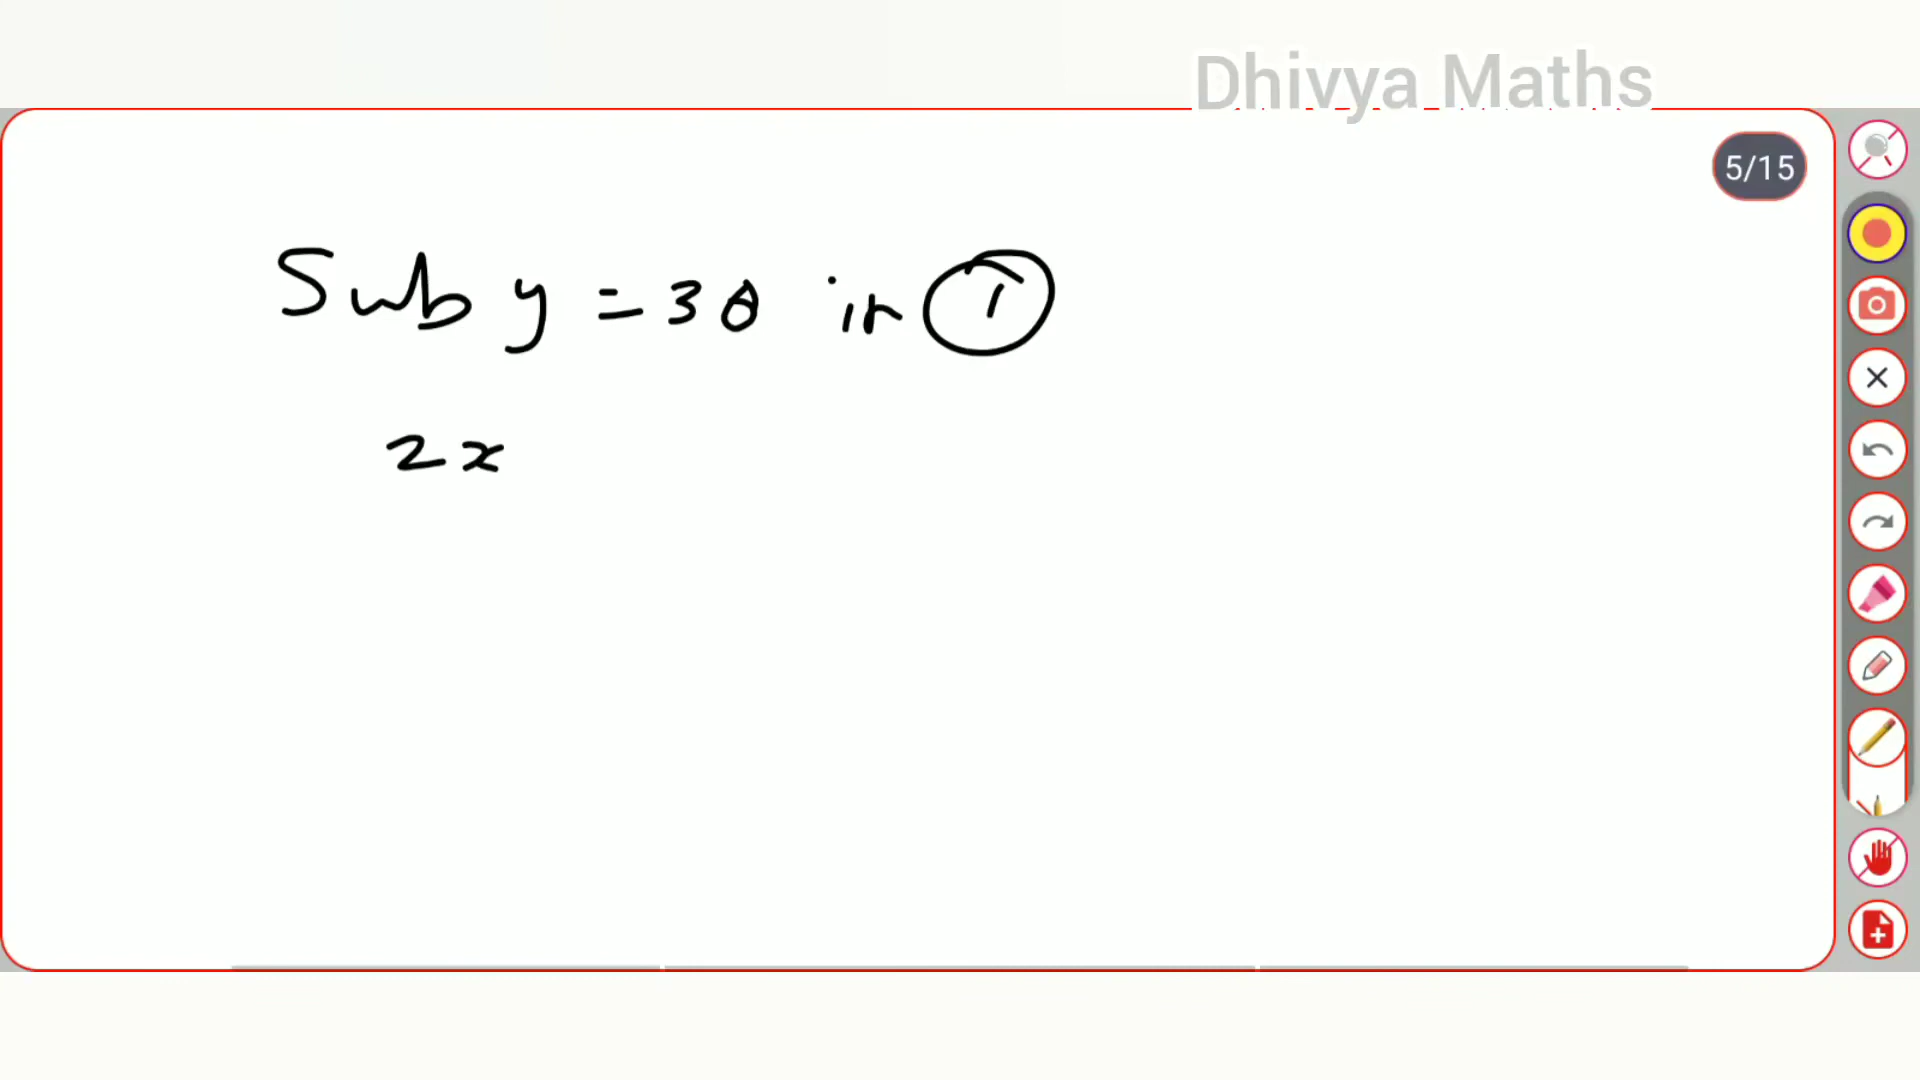 Dhivya Maths
5/15
Sub y = 30 in ①
2x